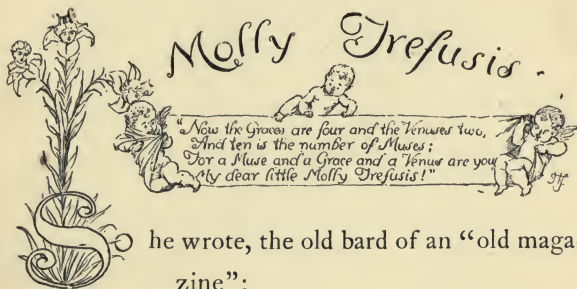 Molly Trefusis.
"Now the Graces are four and the Venuses two,
And ten is the number of Muses;
For a Muse and a Grace and a Venus are you,
My dear little Molly Trefusis!"
So he wrote, the old bard of an "old maga-
zine":